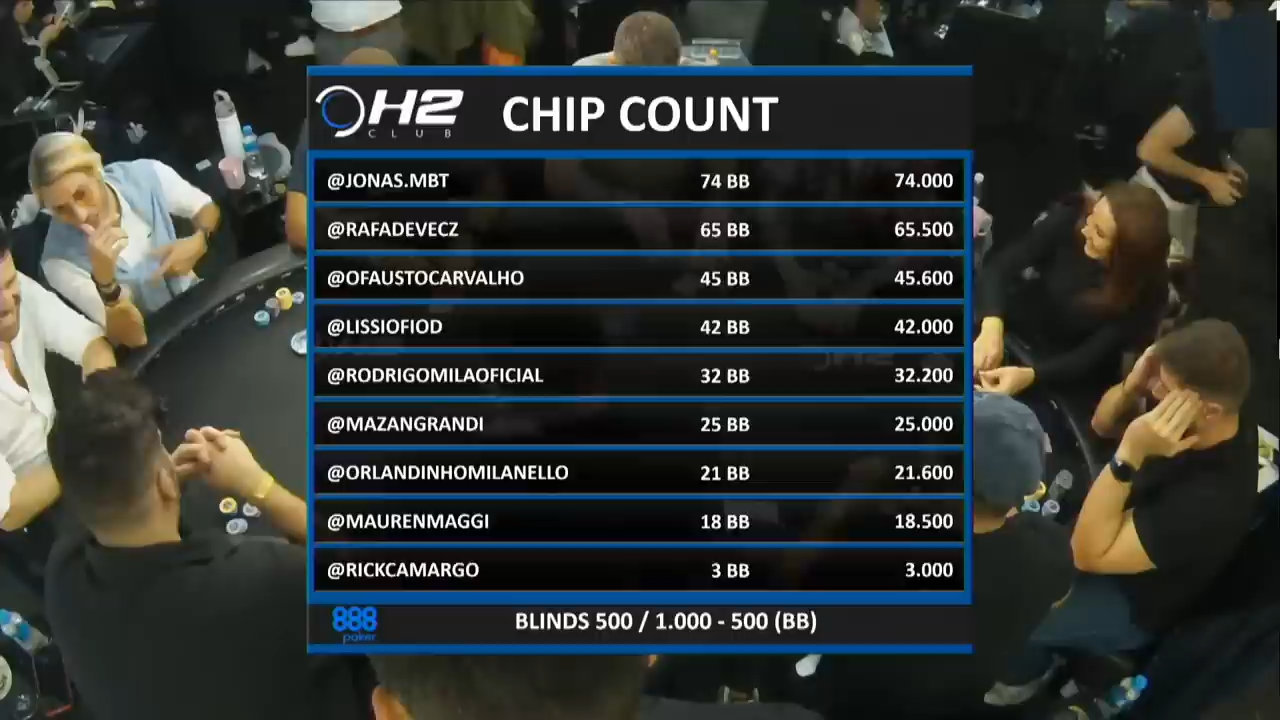 H2 CLUB
CHIP COUNT
@JONAS.MBT 74 BB 74.000
@RAFADEVECZ 65 BB 65.500
@OFAUSTOCARVALHO 45 BB 45.600
@LISSIOFIOD 42 BB 42.000
@RODRIGOMILAOFICIAL 32 BB 32.200
@MAZANGRANDI 25 BB 25.000
@ORLANDINHOMILANELLO 21 BB 21.600
@MAURENMAGGI 18 BB 18.500
@RICKCAMARGO 3 BB 3.000
888 poker
BLINDS 500 / 1.000 - 500 (BB)